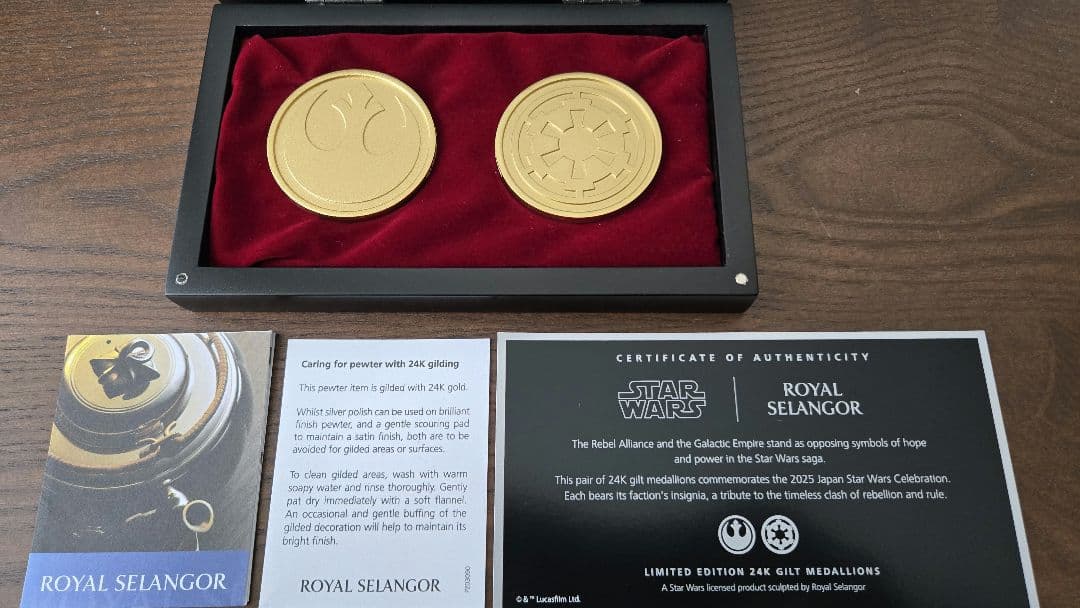 Caring for pewter with 24K gilding
This pewter item is gilded with 24K gold.
Whilst silver polish can be used on brilliant
finish pewter, and a gentle scouring pad
to maintain a satin finish, both are to be
avoided for gilded areas or surfaces.
To clean gilded areas, wash with warm
soapy water and rinse thoroughly. Gently
pat dry immediately with a soft flannel.
An occasional and gentle buffing of the
gilded decoration will help to maintain its
bright finish.
ROYAL SELANGOR
ROYAL SELANGOR
CERTIFICATE OF AUTHENTICITY
STAR
WARS
ROYAL
SELANGOR
The Rebel Alliance and the Galactic Empire stand as opposing symbols of hope
and power in the Star Wars saga.
This pair of 24K gilt medallions commemorates the 2025 Japan Star Wars Celebration.
Each bears its faction's insignia, a tribute to the timeless clash of rebellion and rule.
LIMITED EDITION 24K GILT MEDALLIONS
A Star Wars licensed product sculpted by Royal Selangor
© & ™ Lucasfilm Ltd.